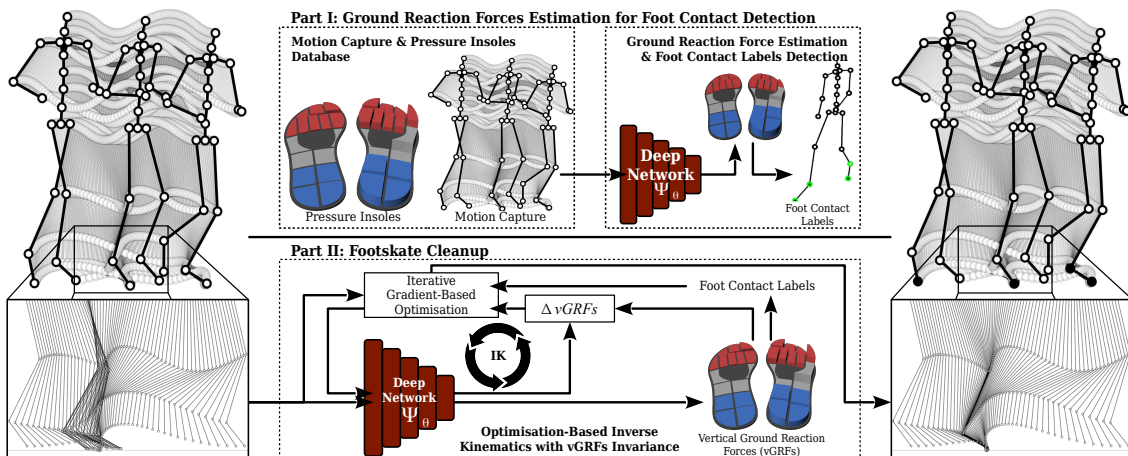 Part I: Ground Reaction Forces Estimation for Foot Contact Detection
Motion Capture & Pressure Insoles
Database
Pressure Insoles
Motion Capture
Ground Reaction Force Estimation
& Foot Contact Labels Detection
Deep
Network
Ψθ
Foot Contact
Labels
Part II: Footskate Cleanup
Iterative
Gradient-Based
Optimisation
Δ vGRFs
Foot Contact Labels
IK
Deep
Network
Ψθ
Optimisation-Based Inverse
Kinematics with vGRFs Invariance
Vertical Ground Reaction
Forces (vGRFs)